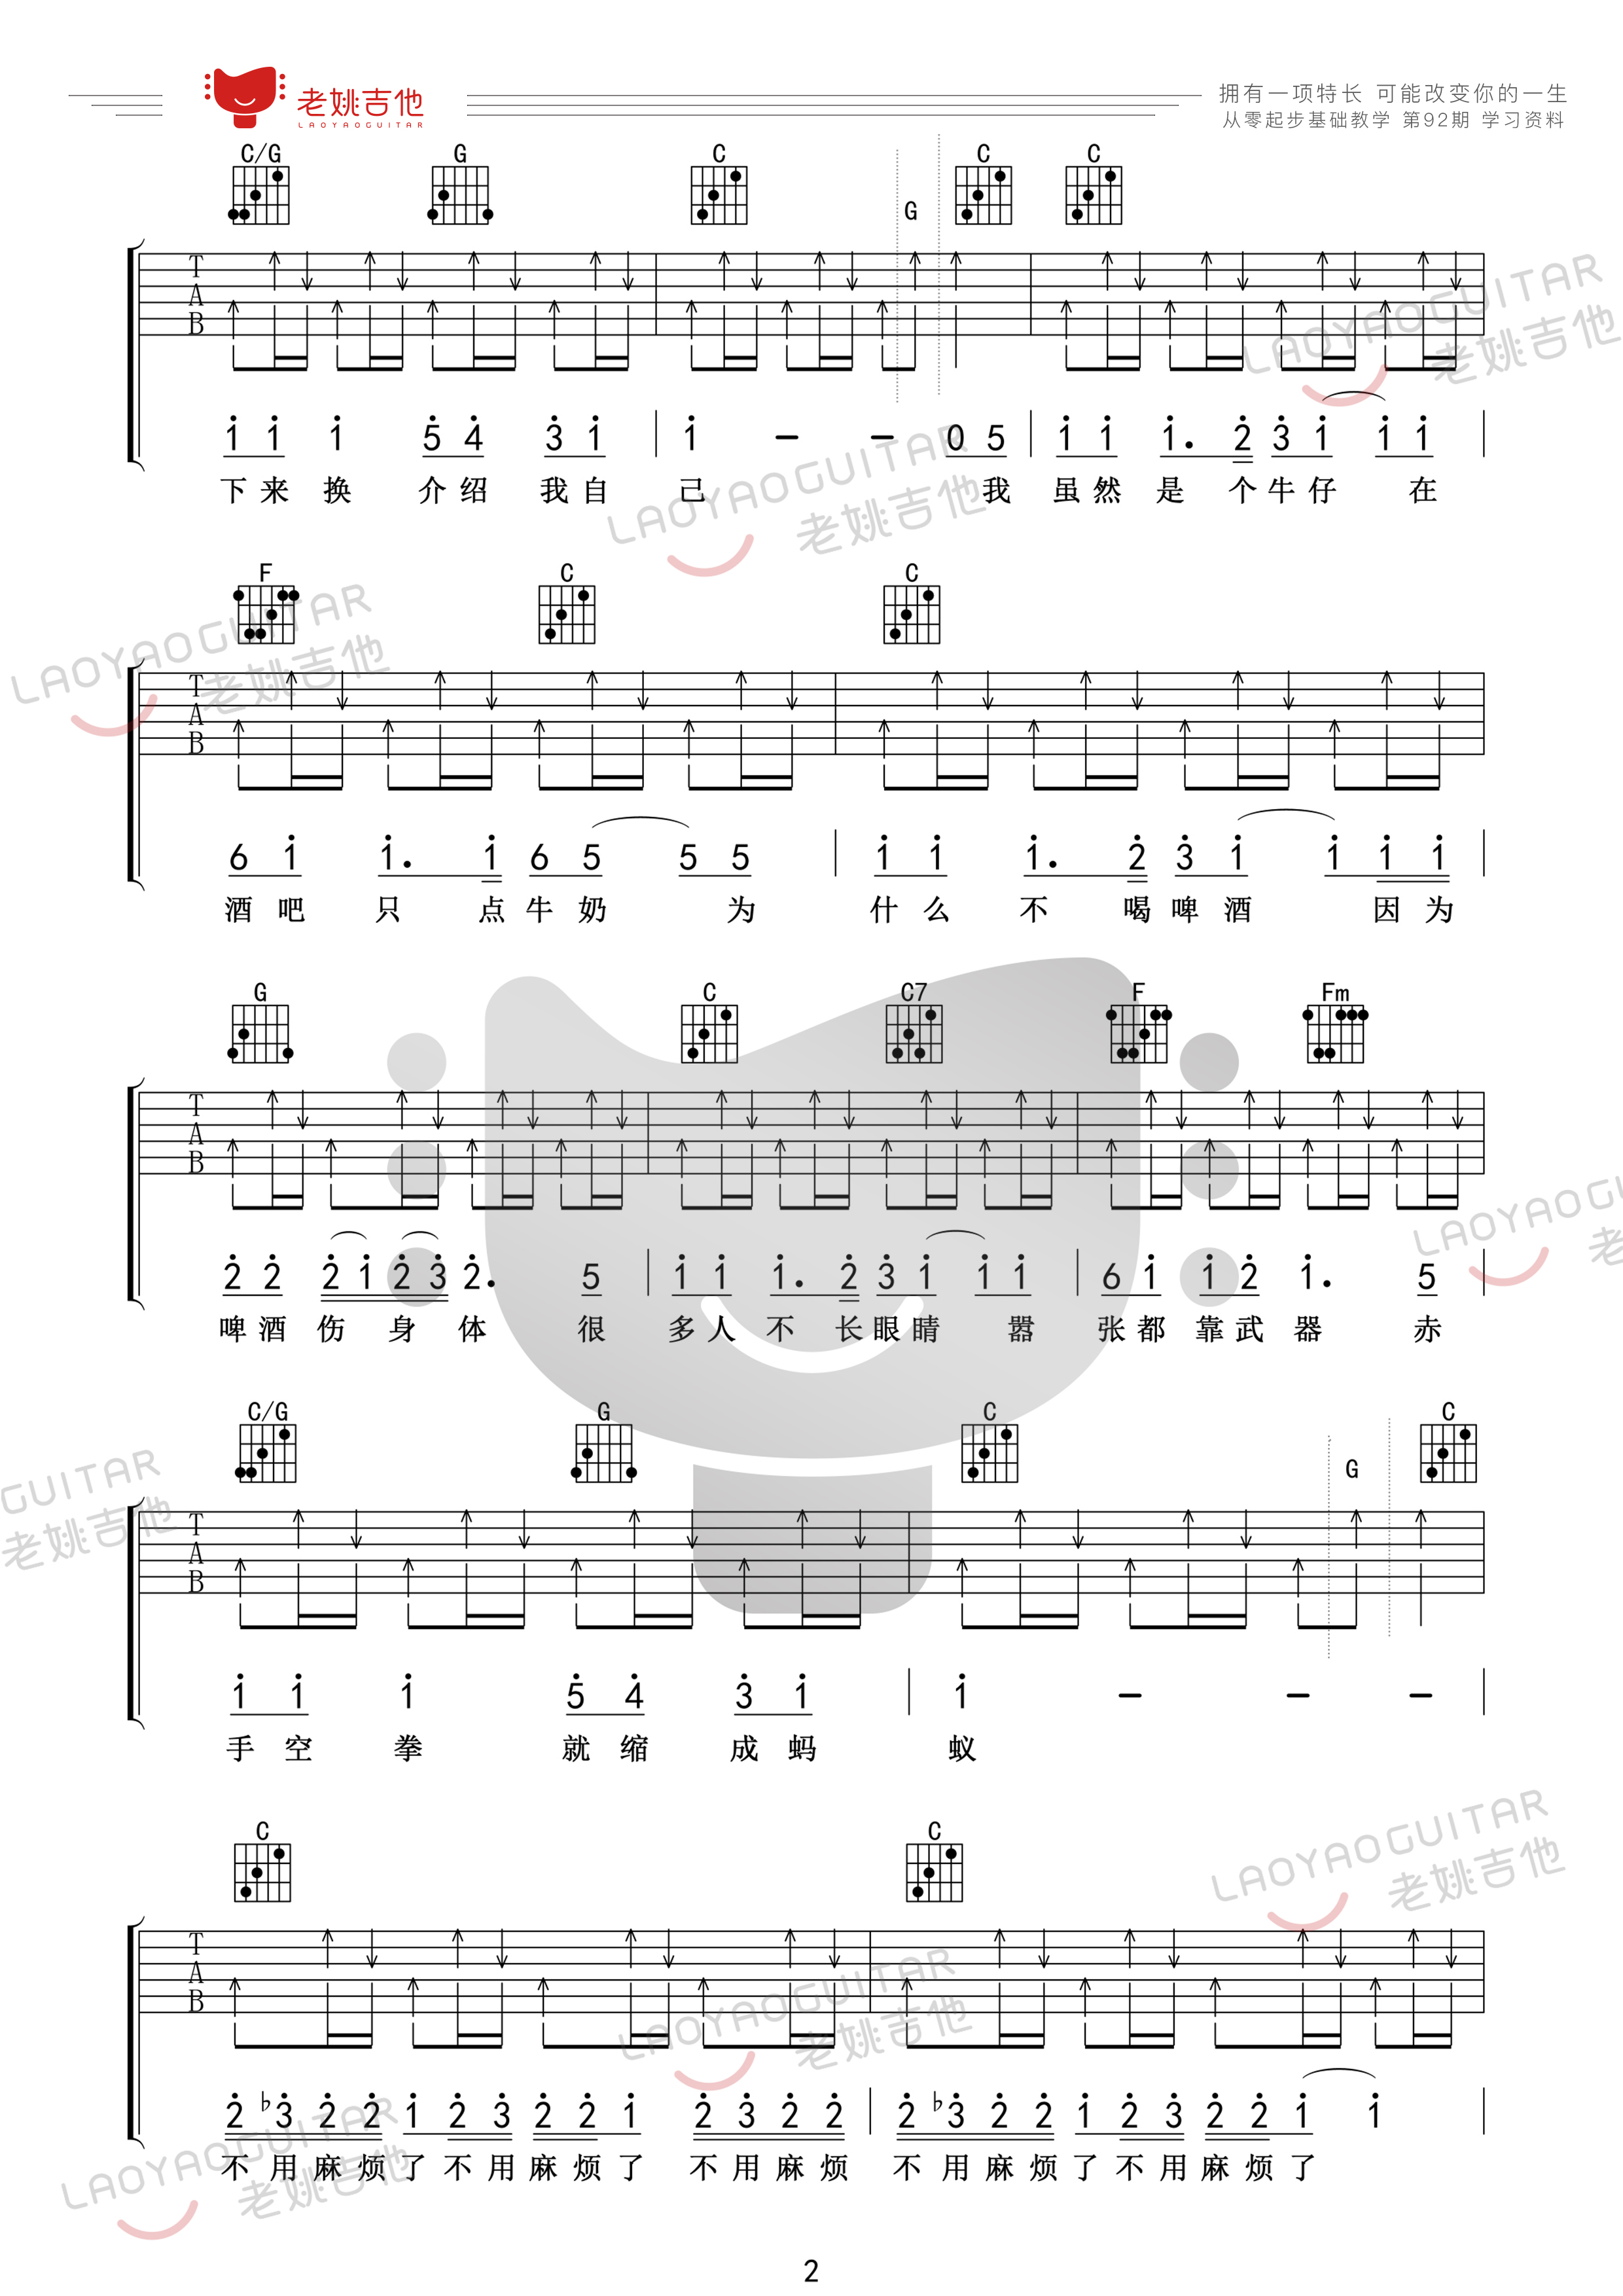 老姚吉他
LAOYAOGUITAR
拥有一项特长 可能改变你的一生
从零起步基础教学 第92期 学习资料
C/G G C G C C
T
A
B
1 1 1 5 4 3 1 1 - - 0 5 1 1 1. 2 3 1 1 1
下来换介绍我自己我虽然是个牛仔在
F C C
T
A
B
6 1 1. 1 6 5 5 5 1 1 1. 2 3 1 1 1 1
酒吧只点牛奶为什么不喝啤酒因为
G C C7 F Fm
T
A
B
2 2 2 1 2 3 2. 5 1 1 1. 2 3 1 1 1 6 1 1 2 1. 5
啤酒伤身体很多人不长眼睛嚣张都靠武器赤
C/G G C G C
T
A
B
1 1 1 5 4 3 1 1 - - -
手空拳就缩成蚂蚁
C C
T
A
B
2 ♭3 2 2 1 2 3 2 2 1 2 3 2 2 2 ♭3 2 2 1 2 3 2 2 1 1
不用麻烦了不用麻烦了不用麻烦不用麻烦了不用麻烦了
2